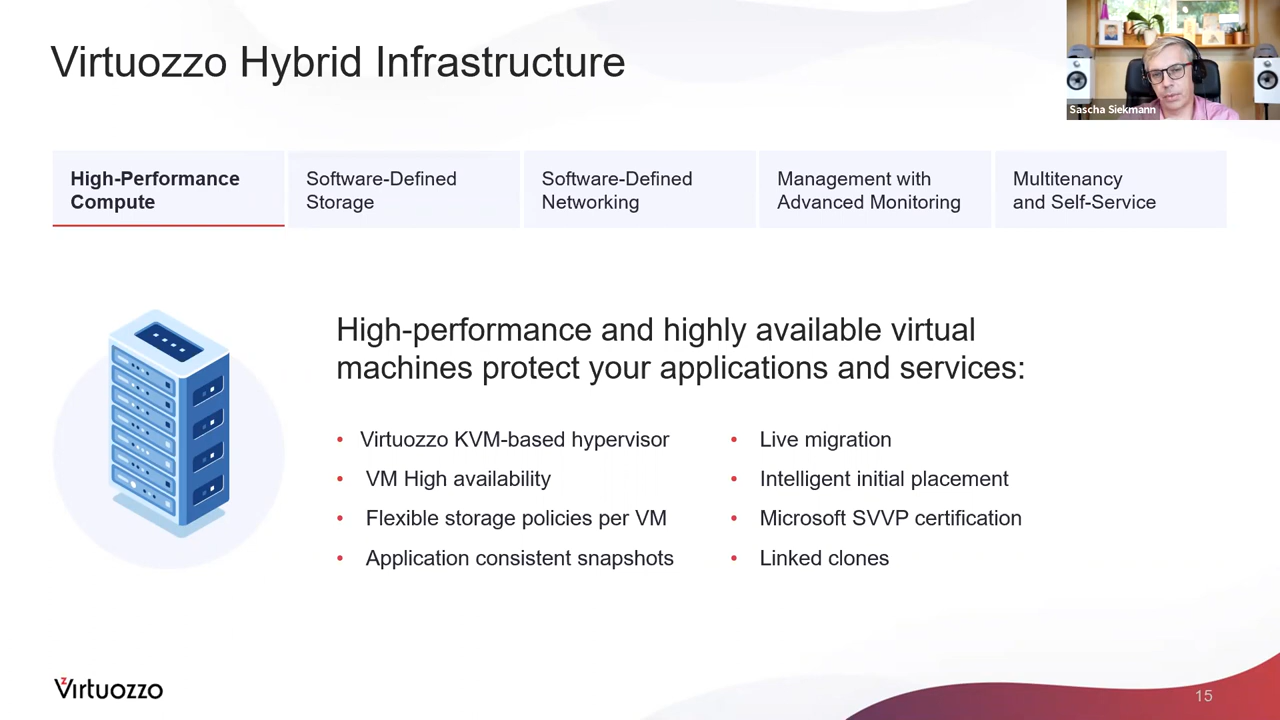 Virtuozzo Hybrid Infrastructure
Sascha Siekmann
High-Performance
Compute
Software-Defined
Storage
Software-Defined
Networking
Management with
Advanced Monitoring
Multitenancy
and Self-Service
High-performance and highly available virtual
machines protect your applications and services:
• Virtuozzo KVM-based hypervisor
• VM High availability
• Flexible storage policies per VM
• Application consistent snapshots
• Live migration
• Intelligent initial placement
• Microsoft SVVP certification
• Linked clones
Virtuozzo
15